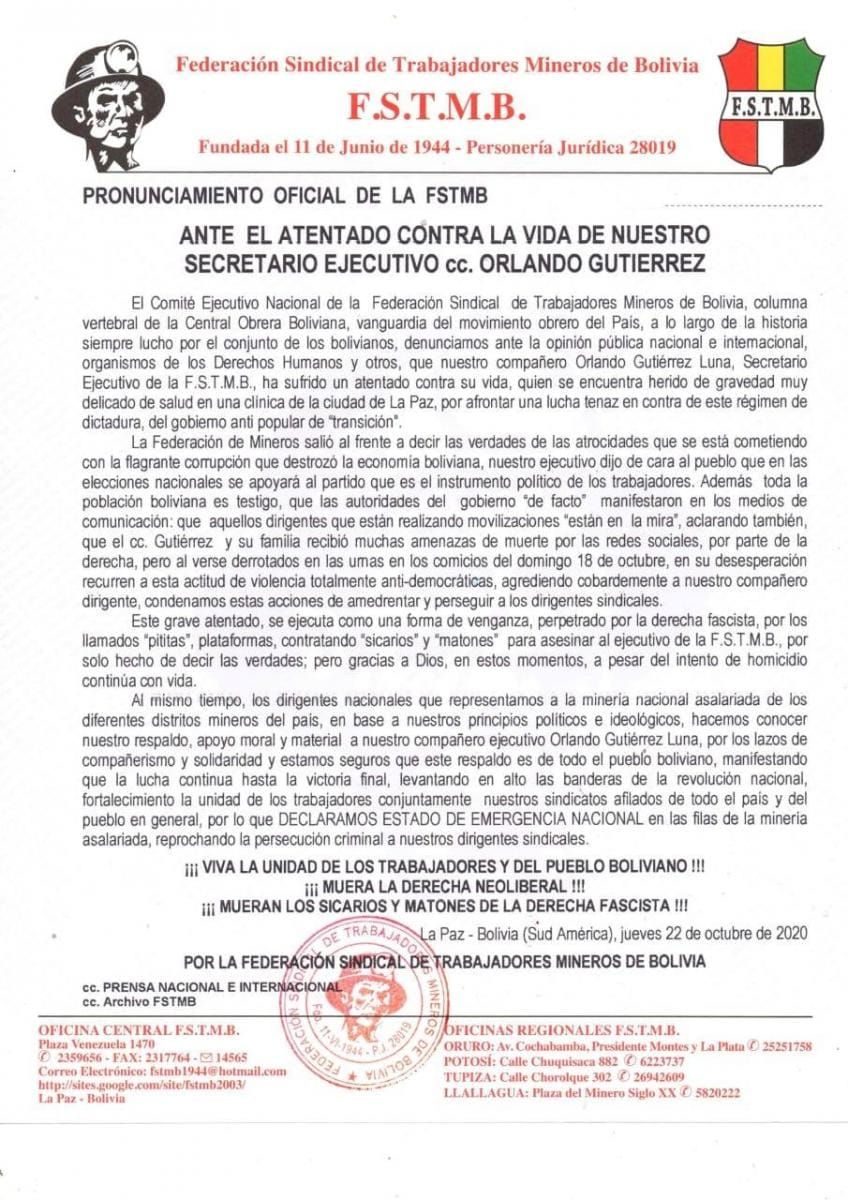 Federación Sindical de Trabajadores Mineros de Bolivia
F.S.T.M.B.
Fundada el 11 de Junio de 1944 - Personería Jurídica 28019
F.S.T.M.B.
PRONUNCIAMIENTO OFICIAL DE LA FSTMB
ANTE EL ATENTADO CONTRA LA VIDA DE NUESTRO
SECRETARIO EJECUTIVO cc. ORLANDO GUTIERREZ
El Comité Ejecutivo Nacional de la Federación Sindical de Trabajadores Mineros de Bolivia, columna
vertebral de la Central Obrera Boliviana, vanguardia del movimiento obrero del País, a lo largo de la historia
siempre lucho por el conjunto de los bolivianos, denunciamos ante la opinión pública nacional e internacional,
organismos de los Derechos Humanos y otros, que nuestro compañero Orlando Gutiérrez Luna, Secretario
Ejecutivo de la F.S.T.M.B., ha sufrido un atentado contra su vida, quien se encuentra herido de gravedad muy
delicado de salud en una clínica de la ciudad de La Paz, por afrontar una lucha tenaz en contra de este régimen de
dictadura, del gobierno anti popular de “transición”.
La Federación de Mineros salió al frente a decir las verdades de las atrocidades que se está cometiendo
con la flagrante corrupción que destrozó la economía boliviana, nuestro ejecutivo dijo de cara al pueblo que en las
elecciones nacionales se apoyará al partido que es el instrumento político de los trabajadores. Además toda la
población boliviana es testigo, que las autoridades del gobierno “de facto” manifestaron en los medios de
comunicación: que aquellos dirigentes que están realizando movilizaciones “están en la mira”, aclarando también,
que el cc. Gutiérrez y su familia recibió muchas amenazas de muerte por las redes sociales, por parte de la
derecha, pero al verse derrotados en las urnas en los comicios del domingo 18 de octubre, en su desesperación
recurren a esta actitud de violencia totalmente anti-democráticas, agrediendo cobardemente a nuestro compañero
dirigente, condenamos estas acciones de amedrentar y perseguir a los dirigentes sindicales.
Este grave atentado, se ejecuta como una forma de venganza, perpetrado por la derecha fascista, por los
llamados “pititas”, plataformas, contratando “sicarios” y “matones” para asesinar al ejecutivo de la F.S.T.M.B., por
solo hecho de decir las verdades; pero gracias a Dios, en estos momentos, a pesar del intento de homicidio
continúa con vida.
Al mismo tiempo, los dirigentes nacionales que representamos a la minería nacional asalariada de los
diferentes distritos mineros del país, en base a nuestros principios políticos e ideológicos, hacemos conocer
nuestro respaldo, apoyo moral y material a nuestro compañero ejecutivo Orlando Gutiérrez Luna, por los lazos de
compañerismo y solidaridad y estamos seguros que este respaldo es de todo el pueblo boliviano, manifestando
que la lucha continua hasta la victoria final, levantando en alto las banderas de la revolución nacional,
fortalecimiento la unidad de los trabajadores conjuntamente nuestros sindicatos afilados de todo el país y del
pueblo en general, por lo que DECLARAMOS ESTADO DE EMERGENCIA NACIONAL en las filas de la minería
asalariada, reprochando la persecución criminal a nuestros dirigentes sindicales.
¡¡¡ VIVA LA UNIDAD DE LOS TRABAJADORES Y DEL PUEBLO BOLIVIANO !!!
¡¡¡ MUERA LA DERECHA NEOLIBERAL !!!
¡¡¡ MUERAN LOS SICARIOS Y MATONES DE LA DERECHA FASCISTA !!!
La Paz - Bolivia (Sud América), jueves 22 de octubre de 2020
POR LA FEDERACIÓN SINDICAL DE TRABAJADORES MINEROS DE BOLIVIA
cc. PRENSA NACIONAL E INTERNACIONAL
cc. Archivo FSTMB
FEDERACIÓN SINDICAL DE TRABAJADORES MINEROS DE BOLIVIA
Fdo. 11-VI-1944 - P.J. 28019
OFICINA CENTRAL F.S.T.M.B.
Plaza Venezuela 1470
✆ 2359656 - FAX: 2317764 - ✉ 14565
Correo Electrónico: fstmb1944@hotmail.com
http://sites.google.com/site/fstmb2003/
La Paz - Bolivia
OFICINAS REGIONALES F.S.T.M.B.
ORURO: Av. Cochabamba, Presidente Montes y La Plata ✆ 25251758
POTOSÍ: Calle Chuquisaca 882 ✆ 6223737
TUPIZA: Calle Chorolque 302 ✆ 26942609
LLALLAGUA: Plaza del Minero Siglo XX ✆ 5820222